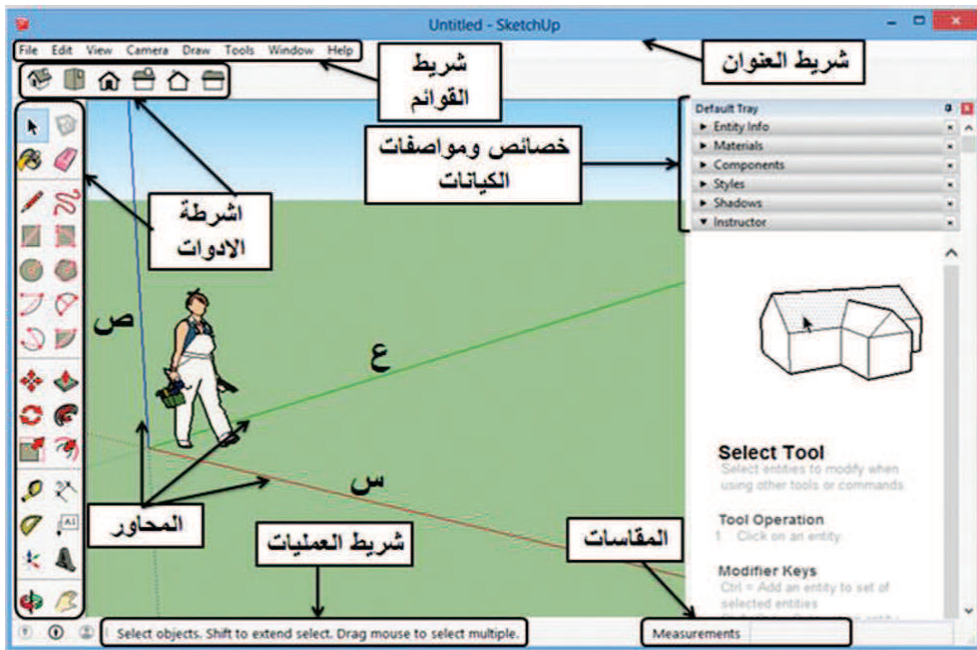 Untitled - SketchUp
File Edit View Camera Draw Tools Window Help
شريط العنوان
شريط
القوائم
Default Tray
Entity Info
Materials
Components
Styles
Shadows
Instructor
خصائص ومواصفات
الكيانات
اشرطة
الادوات
ص
ع
س
المحاور
شريط العمليات
المقاسات
Select Tool
Select entities to modify when
using other tools or commands
Tool Operation
1 Click on an entity
Modifier Keys
Ctrl = Add an entity to set of
selected entities
A1
Select objects. Shift to extend select. Drag mouse to select multiple.
Measurements